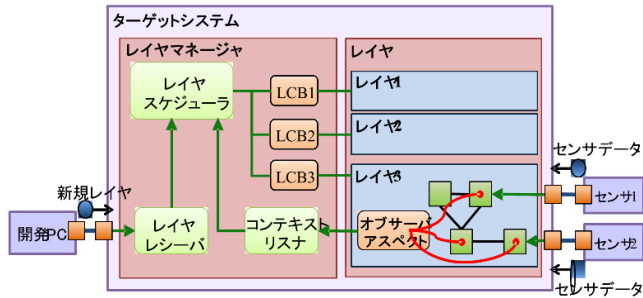 ターゲットシステム
レイヤマネージャ
レイヤ
レイヤ
スケジューラ
LCB1
レイヤ1
LCB2
レイヤ2
LCB3
レイヤ3
センサデータ
新規レイヤ
センサ1
開発PC
レイヤ
レシーバ
コンテキスト
リスナ
オブサーバ
アスペクト
センサ2
センサデータ